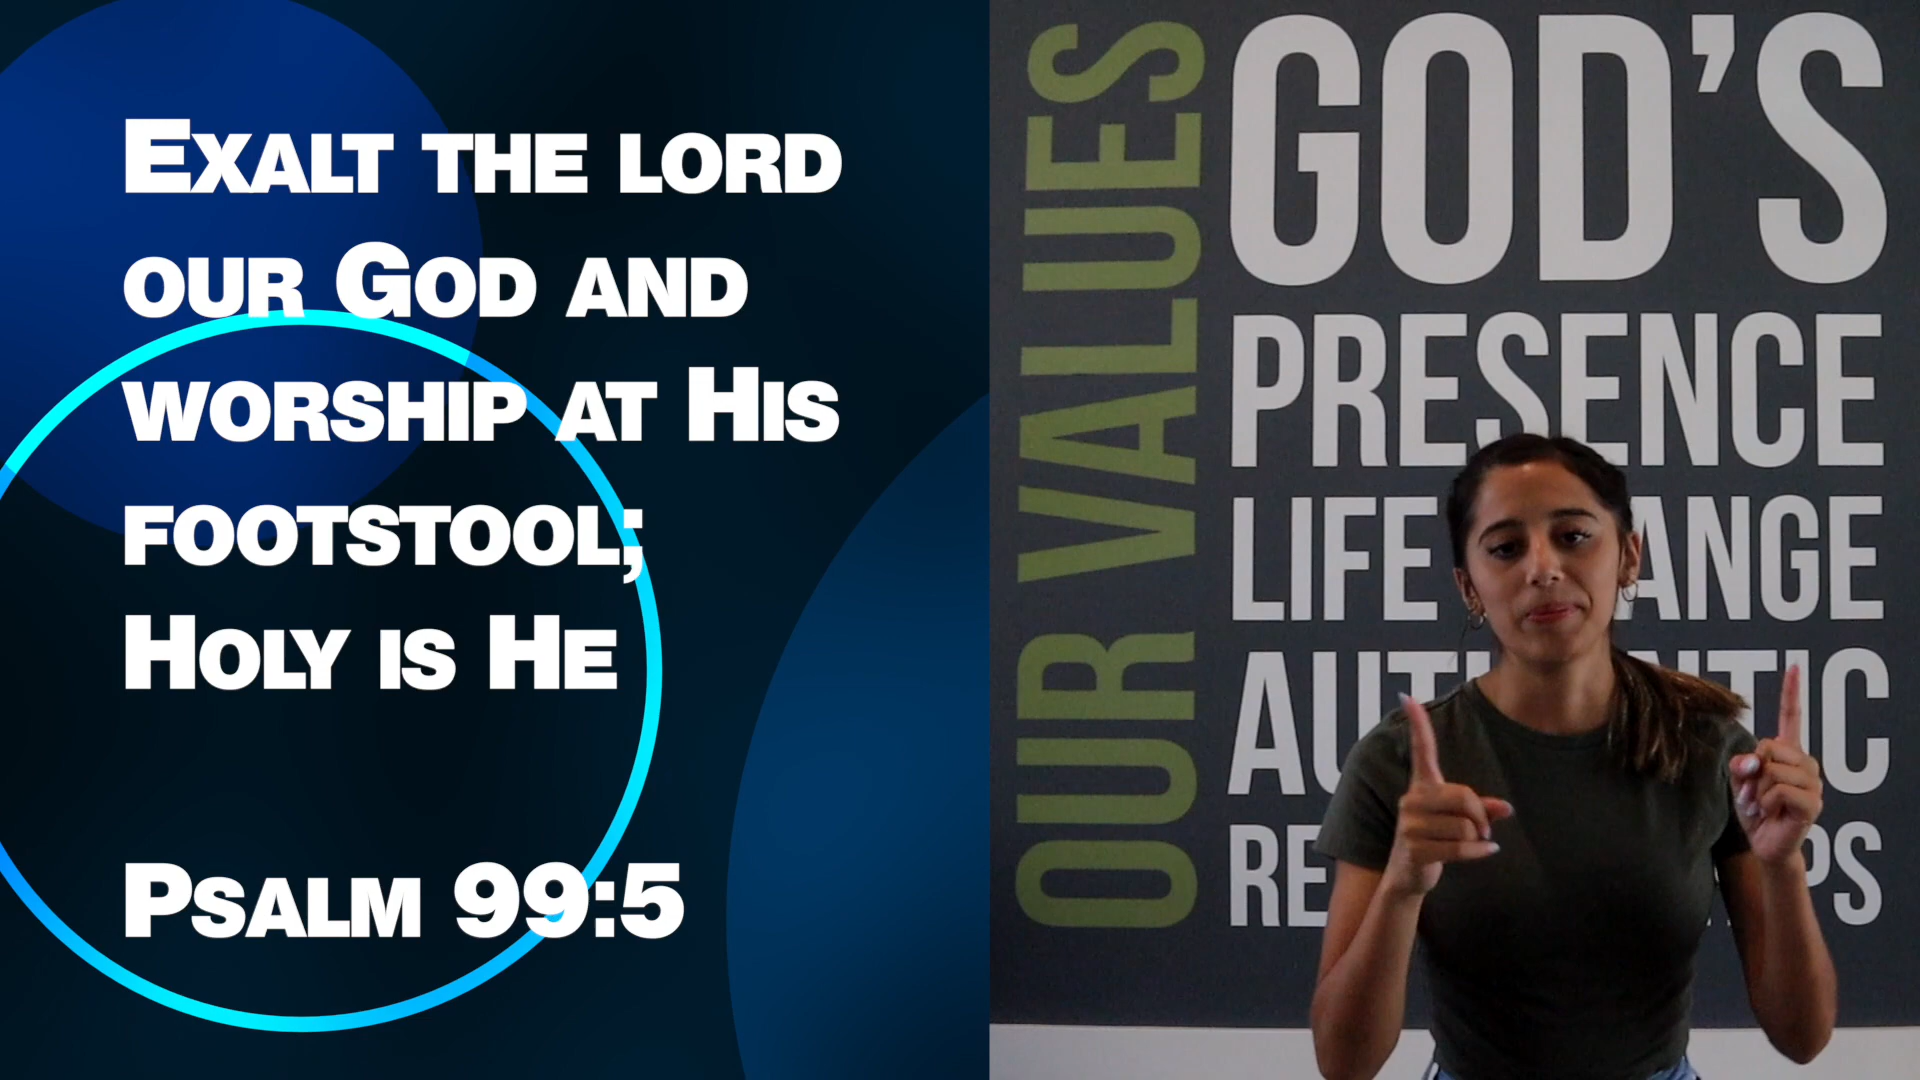 Exalt the lord
our God and
worship at His
footstool;
Holy is He
Psalm 99:5
OUR VALUES
GOD'S
PRESENCE
LIFE ANGE
AU IC
RE PS